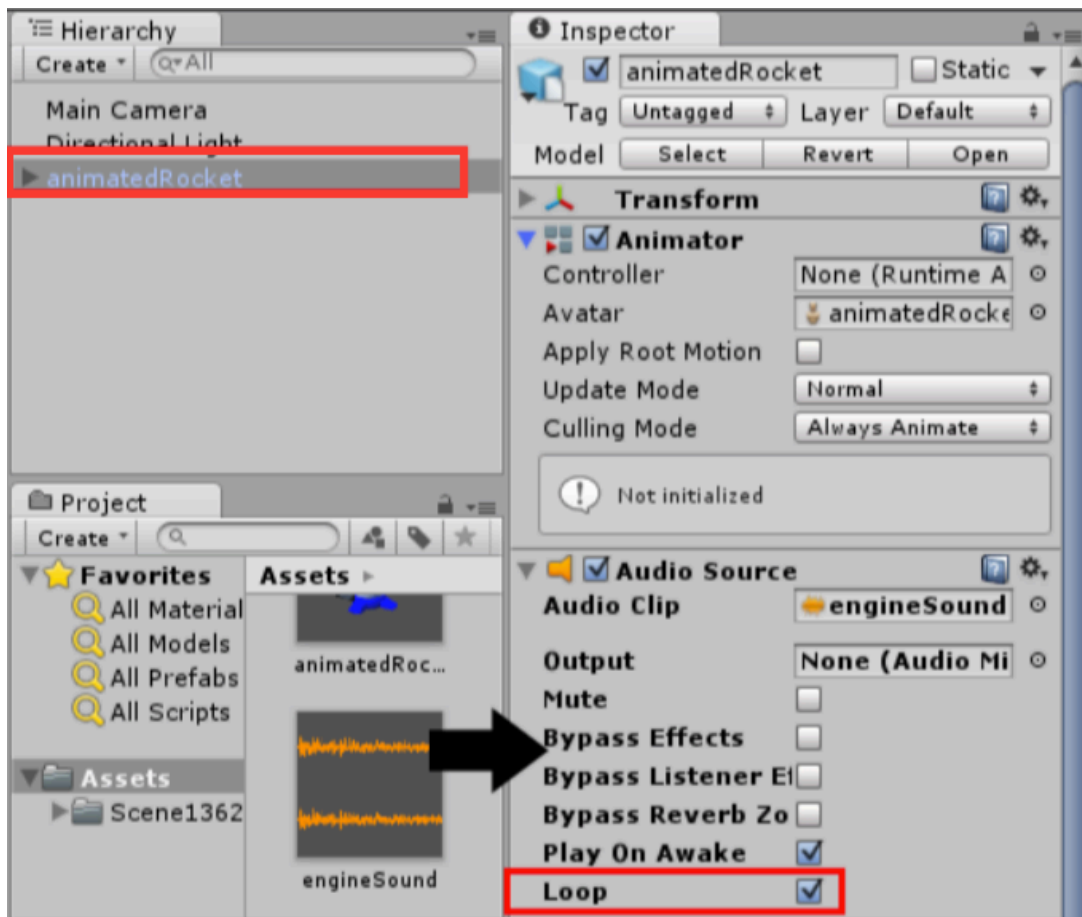 Hierarchy
Create
All
Main Camera
Directional Light
animatedRocket
Project
Create
Favorites
All Material
All Models
All Prefabs
All Scripts
Assets
Scene1362
Assets
animatedRoc...
engineSound
Inspector
animatedRocket
Static
Tag Untagged Layer Default
Model Select Revert Open
Transform
Animator
Controller None (Runtime A
Avatar animatedRocke
Apply Root Motion
Update Mode Normal
Culling Mode Always Animate
Not initialized
Audio Source
Audio Clip engineSound
Output None (Audio Mi
Mute
Bypass Effects
Bypass Listener Ef
Bypass Reverb Zo
Play On Awake
Loop